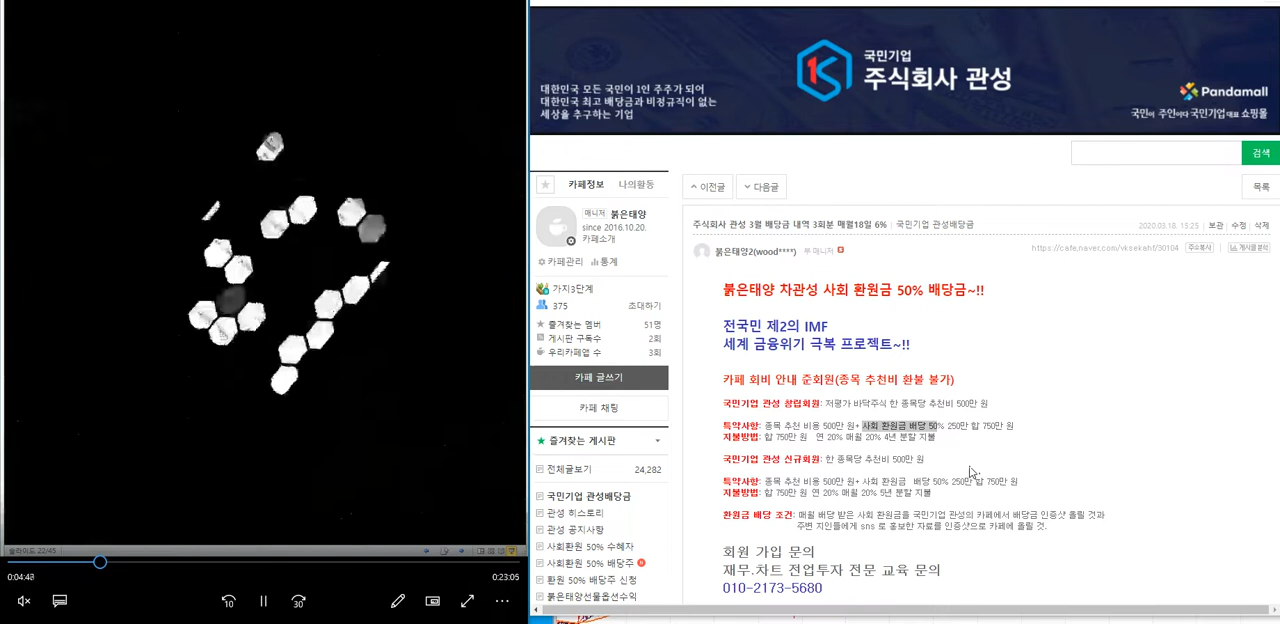 국민기업
주식회사 관성
대한민국 모든 국민이 1인 주주가 되어
대한민국 최고 배당금과 비정규직이 없는
세상을 추구하는 기업
Pandamall
국민이 주인이다 국민기업대표 쇼핑몰
검색
카페정보 나의활동
매니저 붉은태양
since 2016.10.20.
카페소개
카페관리 통계
가지3단계
375 초대하기
즐겨찾는 멤버 51명
게시판 구독수 2회
우리카페앱 수 3회
카페 글쓰기
카페 채팅
즐겨찾는 게시판
전체글보기 24,282
국민기업 관성배당금
관성 히스토리
관성 공지사항
사회환원 50% 수혜자
사회환원 50% 배당주
환원 50% 배당주 신청
붉은태양선물옵션수익
이전글 다음글 목록
주식회사 관성 3월 배당금 내역 3회분 매월18일 6% | 국민기업 관성배당금
2020.03.18. 15:25 | 보관 | 수정 | 삭제
붉은태양2(wood****) 부 매니저
https://cafe.naver.com/vksekahf/30104 주소복사 게시글 분석
붉은태양 차관성 사회 환원금 50% 배당금~!!
전국민 제2의 IMF
세계 금융위기 극복 프로젝트~!!
카페 회비 안내 준회원(종목 추천비 환불 불가)
국민기업 관성 창립회원: 저평가 바닥주식 한 종목당 추천비 500만 원
특약사항: 종목 추천 비용 500만 원+ 사회 환원금 배당 50% 250만 합 750만 원
지불방법: 합 750만 원 연 20% 매월 20% 4년 분할 지불
국민기업 관성 신규회원: 한 종목당 추천비 500만 원
특약사항: 종목 추천 비용 500만 원+ 사회 환원금 배당 50% 250만 합 750만 원
지불방법: 합 750만 원 연 20% 매월 20% 5년 분할 지불
환원금 배당 조건: 매월 배당 받은 사회 환원금을 국민기업 관성의 카페에서 배당금 인증샷 올릴 것과
주변 지인들에게 sns 로 홍보한 자료를 인증샷으로 카페에 올릴 것.
회원 가입 문의
재무.차트 전업투자 전문 교육 문의
010-2173-5680
슬라이드 22/45
0:23:05
10
30